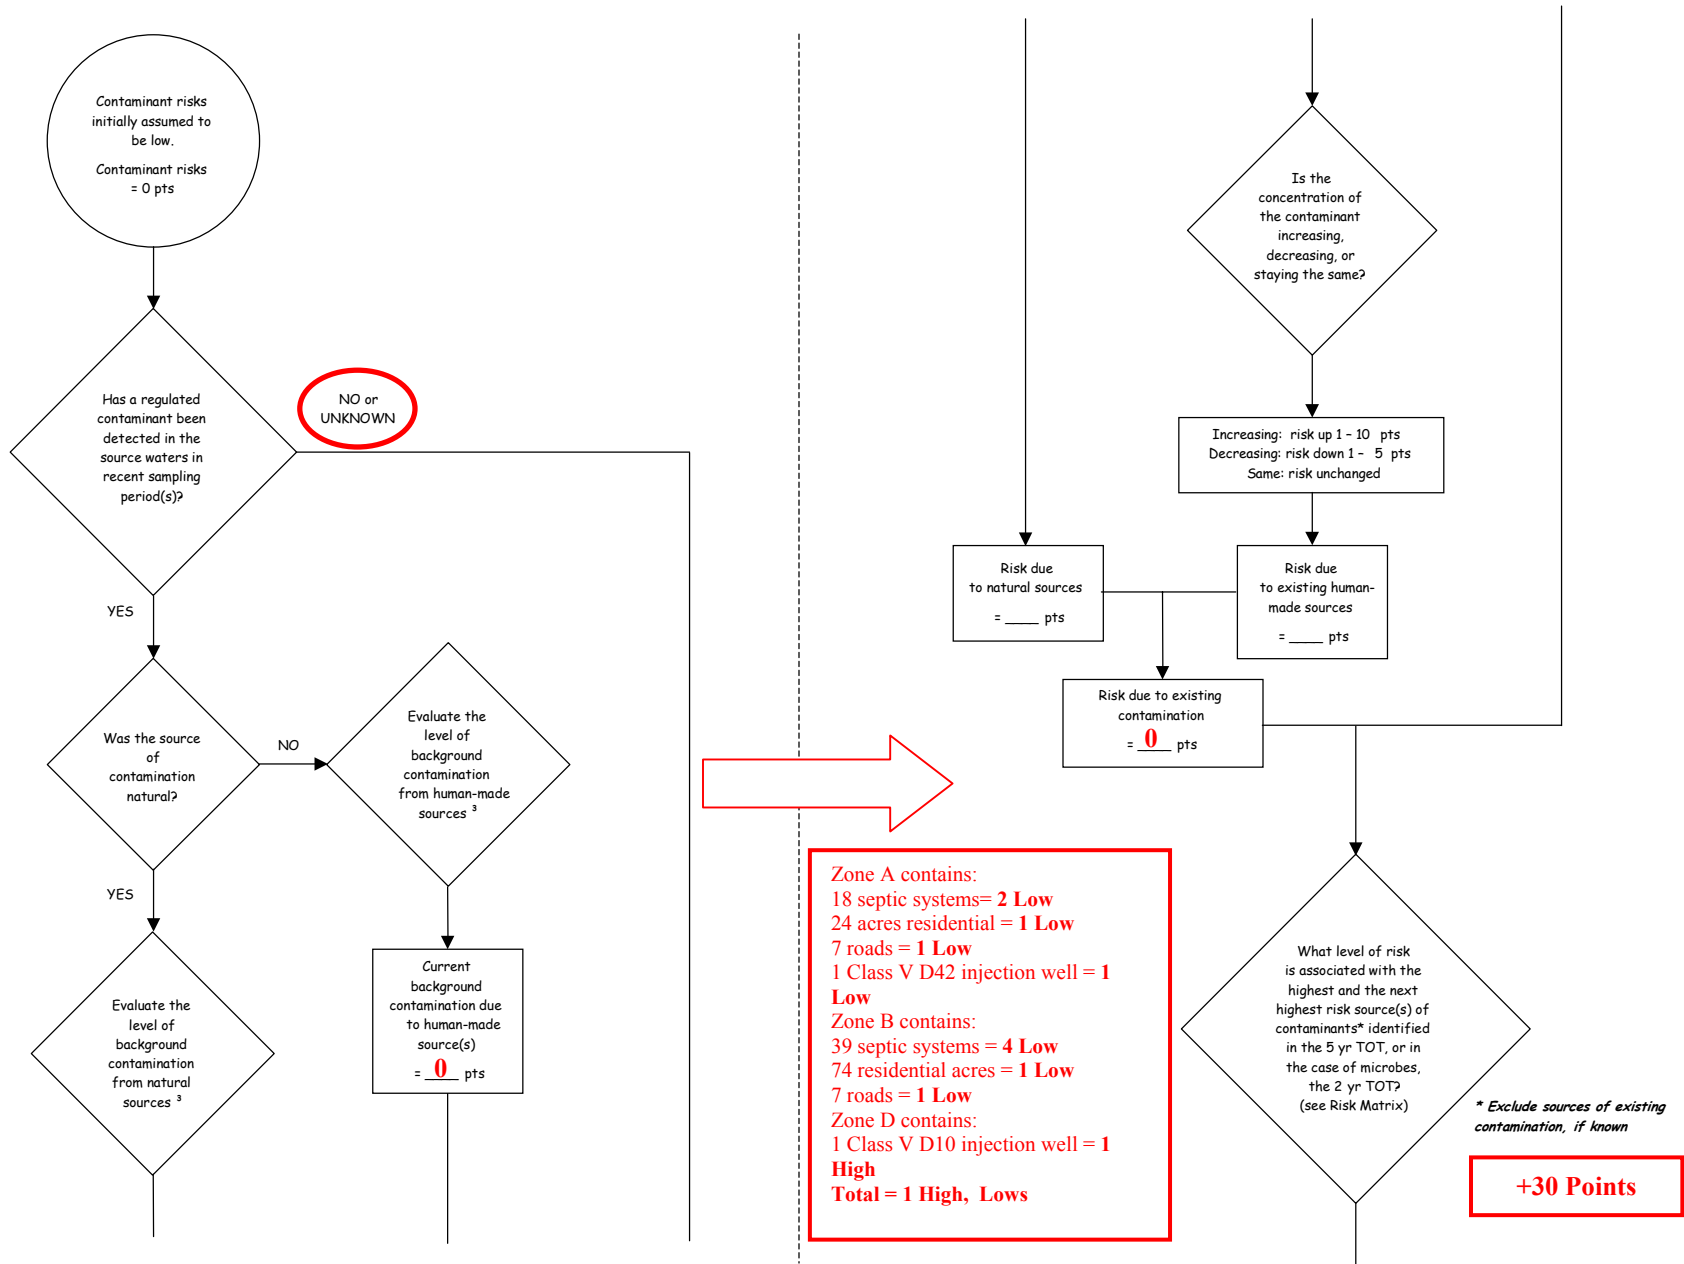 Contaminant risks
initially assumed to
be low.
Contaminant risks
= 0 pts
Has a regulated
contaminant been
detected in the
source waters in
recent sampling
period(s)?
NO or
UNKNOWN
YES
Was the source
of
contamination
natural?
NO
Evaluate the
level of
background
contamination
from human-made
sources ³
YES
Evaluate the
level of
background
contamination
from natural
sources ³
Current
background
contamination due
to human-made
source(s)
= __0__ pts
Is the
concentration of
the contaminant
increasing,
decreasing, or
staying the same?
Increasing: risk up 1 – 10 pts
Decreasing: risk down 1 – 5 pts
Same: risk unchanged
Risk due
to natural sources
= ____ pts
Risk due
to existing human-
made sources
= ____ pts
Risk due to existing
contamination
= __0__ pts
Zone A contains:
18 septic systems= 2 Low
24 acres residential = 1 Low
7 roads = 1 Low
1 Class V D42 injection well = 1
Low
Zone B contains:
39 septic systems = 4 Low
74 residential acres = 1 Low
7 roads = 1 Low
Zone D contains:
1 Class V D10 injection well = 1
High
Total = 1 High, Lows
What level of risk
is associated with the
highest and the next
highest risk source(s) of
contaminants* identified
in the 5 yr TOT, or in
the case of microbes,
the 2 yr TOT?
(see Risk Matrix)
* Exclude sources of existing
contamination, if known
+30 Points